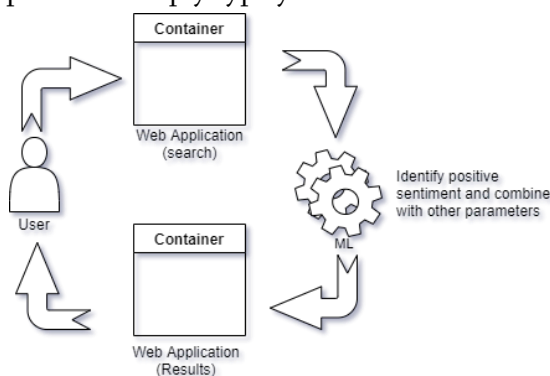 Container
Web Application
(search)
Identify positive
sentiment and combine
with other parameters
ML
User
Container
Web Application
(Results)